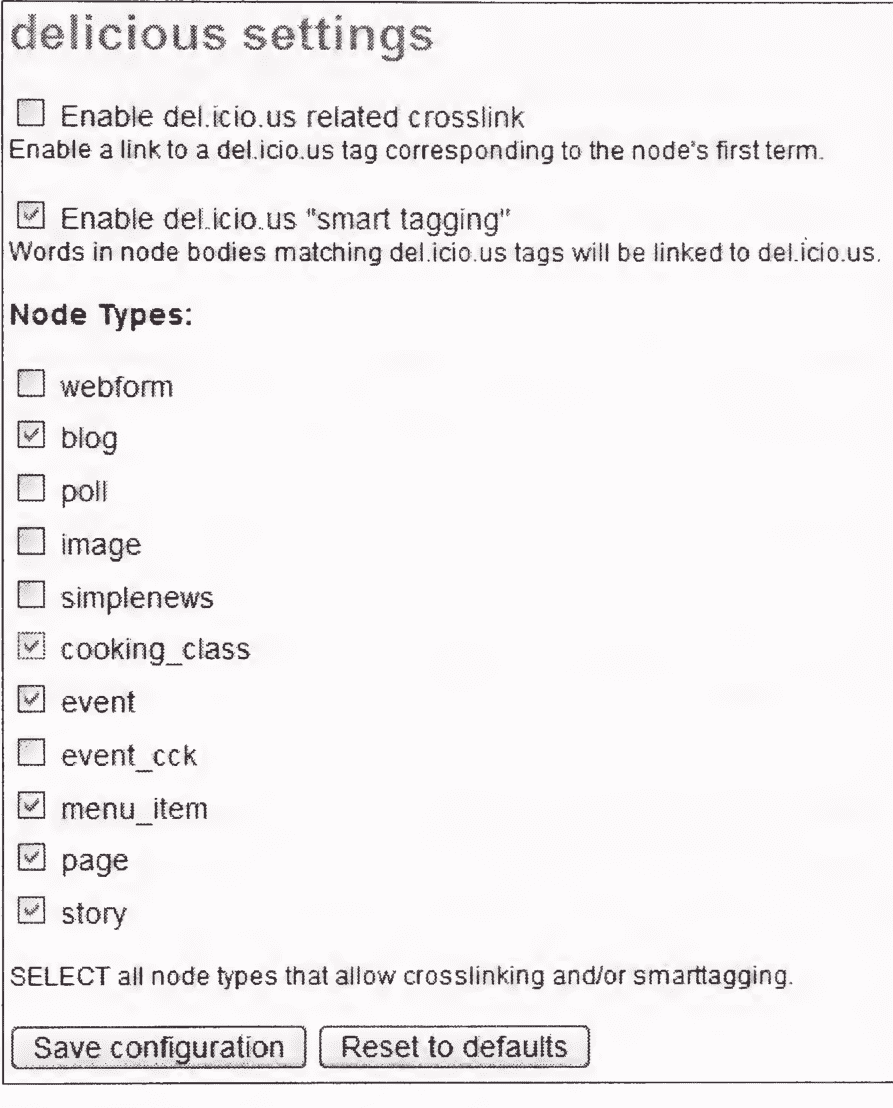 delicious settings
Enable del.icio.us related crosslink
Enable a link to a del.icio.us tag corresponding to the node's first term.
Enable del.icio.us "smart tagging"
Words in node bodies matching del.icio.us tags will be linked to del.icio.us.
Node Types:
webform
blog
poll
image
simplenews
cooking_class
event
event_cck
menu_item
page
story
SELECT all node types that allow crosslinking and/or smarttagging.
Save configuration Reset to defaults